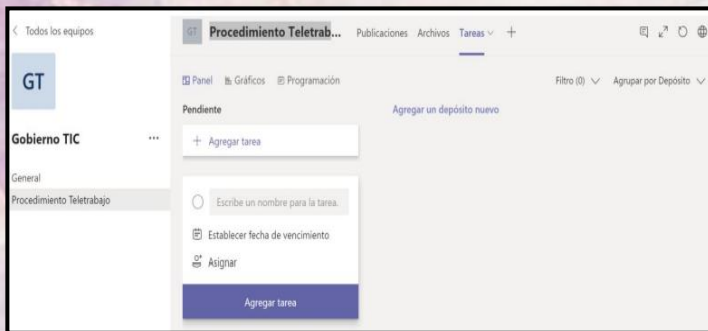 Todos los equipos
GT
Gobierno TIC
General
Procedimiento Teletrabajo
GT Procedimiento Teletrab... Publicaciones Archivos Tareas
Panel Gráficos Programación Filtro (0) Agrupar por Depósito
Pendiente Agregar un depósito nuevo
+ Agregar tarea
Escribe un nombre para la tarea.
Establecer fecha de vencimiento
Asignar
Agregar tarea